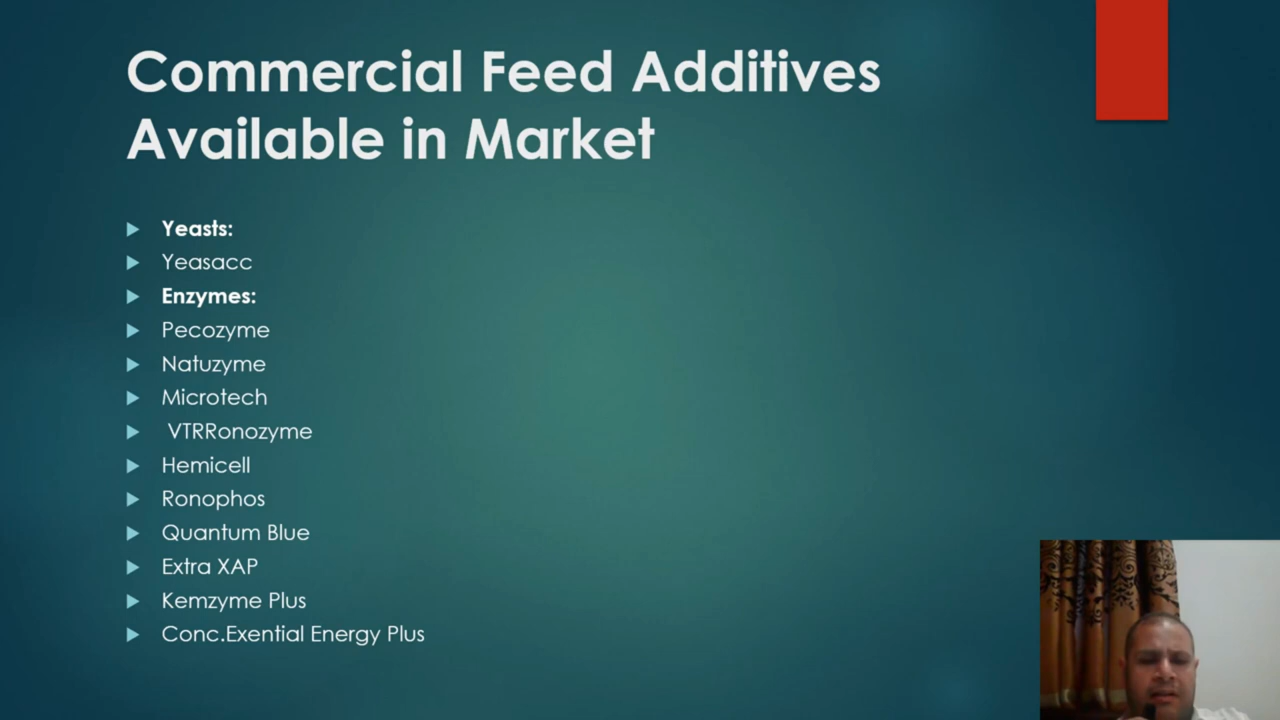 Commercial Feed Additives
Available in Market
Yeasts:
Yeasacc
Enzymes:
Pecozyme
Natuzyme
Microtech
VTRRonozyme
Hemicell
Ronophos
Quantum Blue
Extra XAP
Kemzyme Plus
Conc.Exential Energy Plus